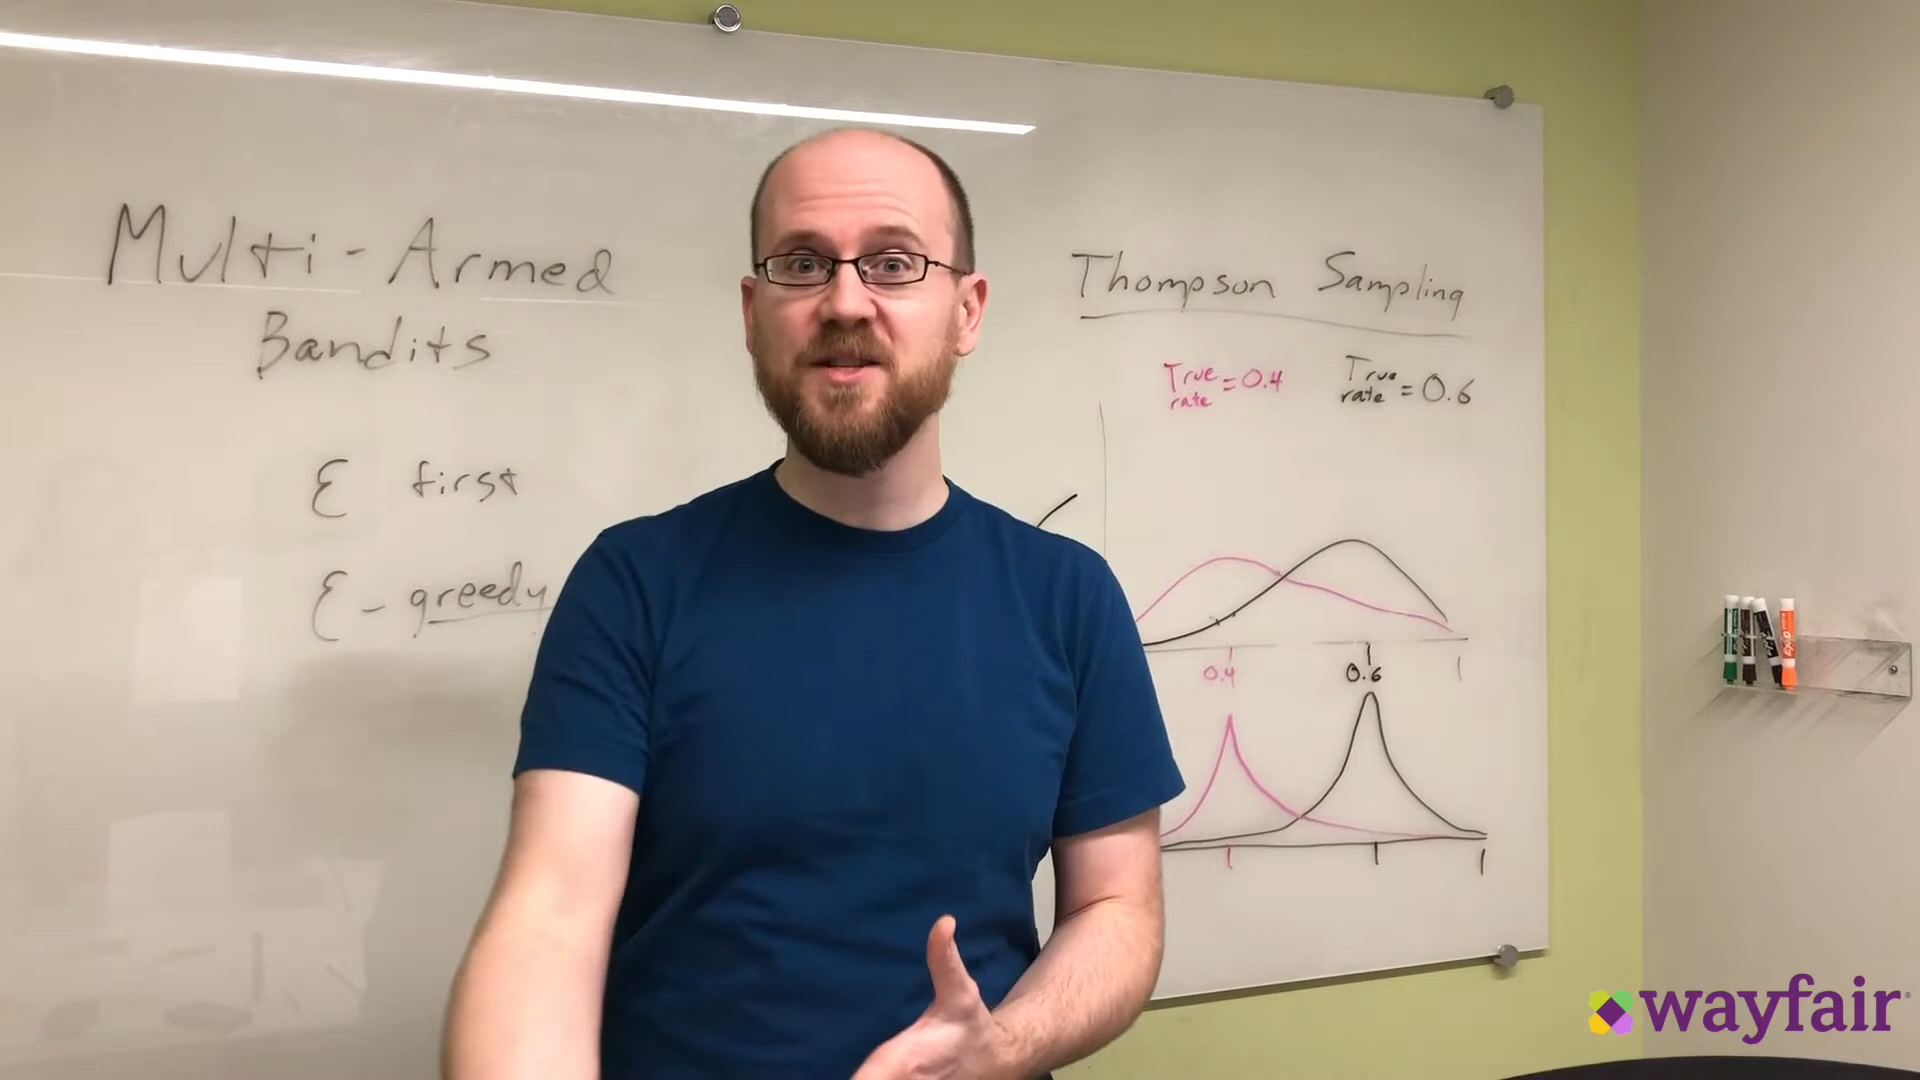 Multi-Armed
Bandits
ε first
ε-greedy
Thompson Sampling
True rate = 0.4
True rate = 0.6
0.4
0.6
1
1
wayfair